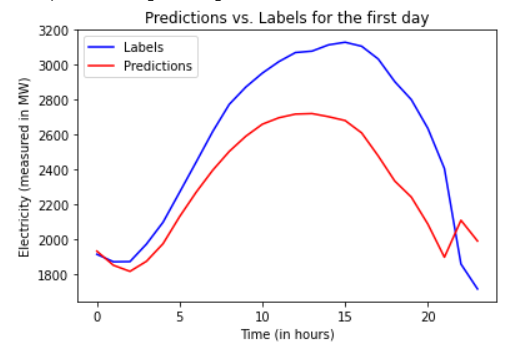 Predictions vs. Labels for the first day
Labels
Predictions
Electricity (measured in MW)
3200
3000
2800
2600
2400
2200
2000
1800
0 5 10 15 20
Time (in hours)